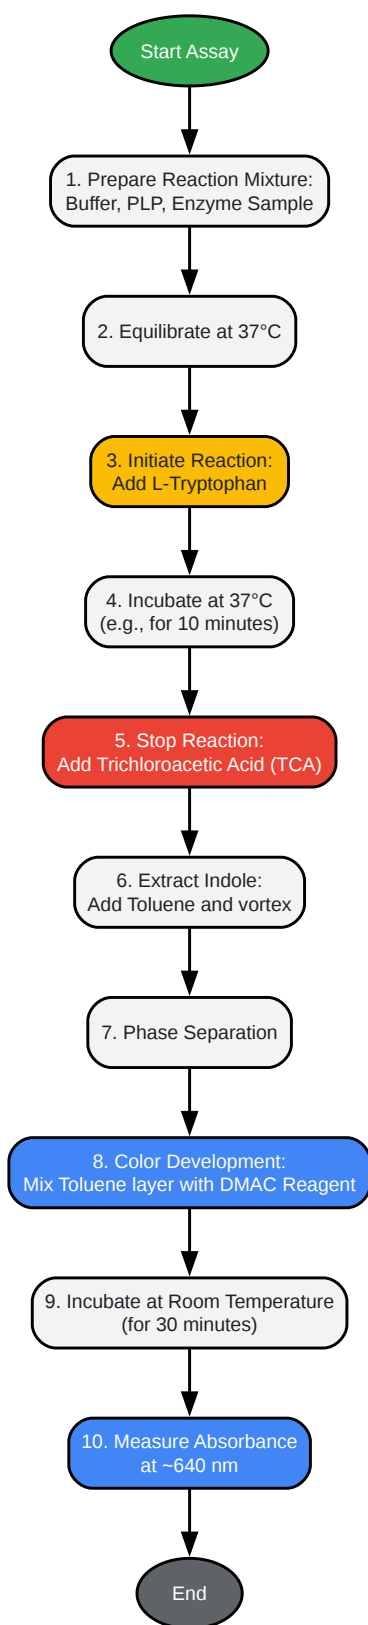 Start Assay
1. Prepare Reaction Mixture:
Buffer, PLP, Enzyme Sample
2. Equilibrate at 37°C
3. Initiate Reaction:
Add L-Tryptophan
4. Incubate at 37°C
(e.g., for 10 minutes)
5. Stop Reaction:
Add Trichloroacetic Acid (TCA)
6. Extract Indole:
Add Toluene and vortex
7. Phase Separation
8. Color Development:
Mix Toluene layer with DMAC Reagent
9. Incubate at Room Temperature
(for 30 minutes)
10. Measure Absorbance
at ~640 nm
End